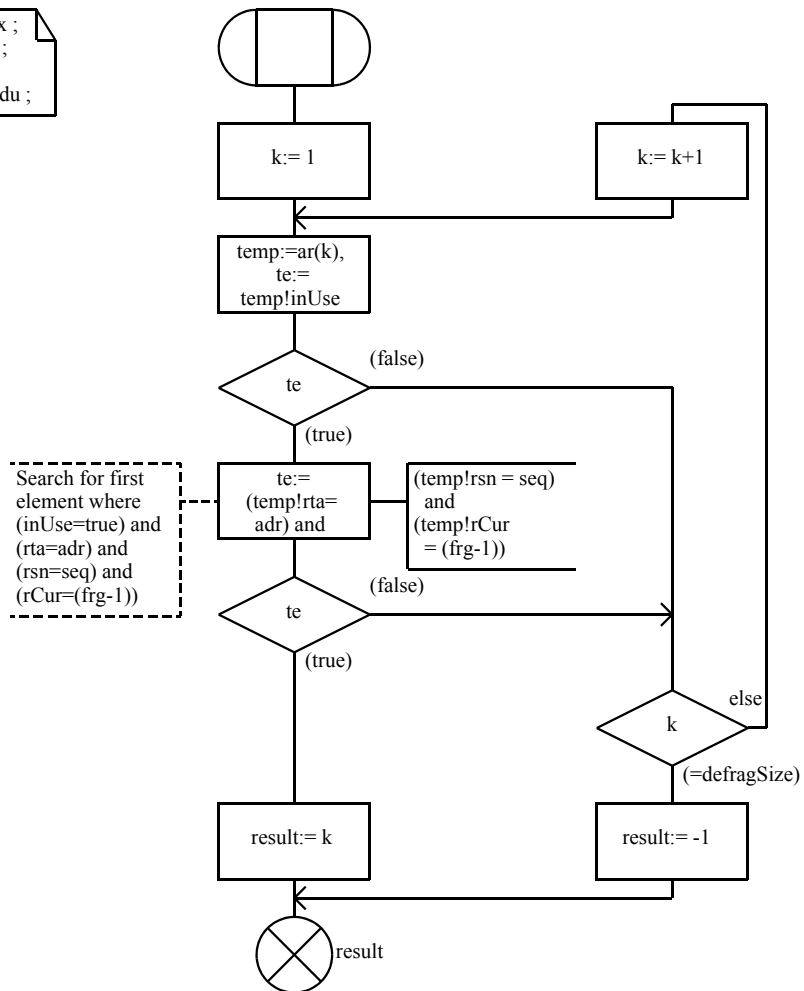 x ;
;
du ;
k:= 1
k:= k+1
temp:=ar(k),
te:=
temp!inUse
te
(false)
(true)
Search for first
element where
(inUse=true) and
(rta=adr) and
(rsn=seq) and
(rCur=(frg-1))
te:=
(temp!rta=
adr) and
(temp!rsn = seq)
and
(temp!rCur
= (frg-1))
te
(false)
(true)
k
else
(=defragSize)
result:= k
result:= -1
result